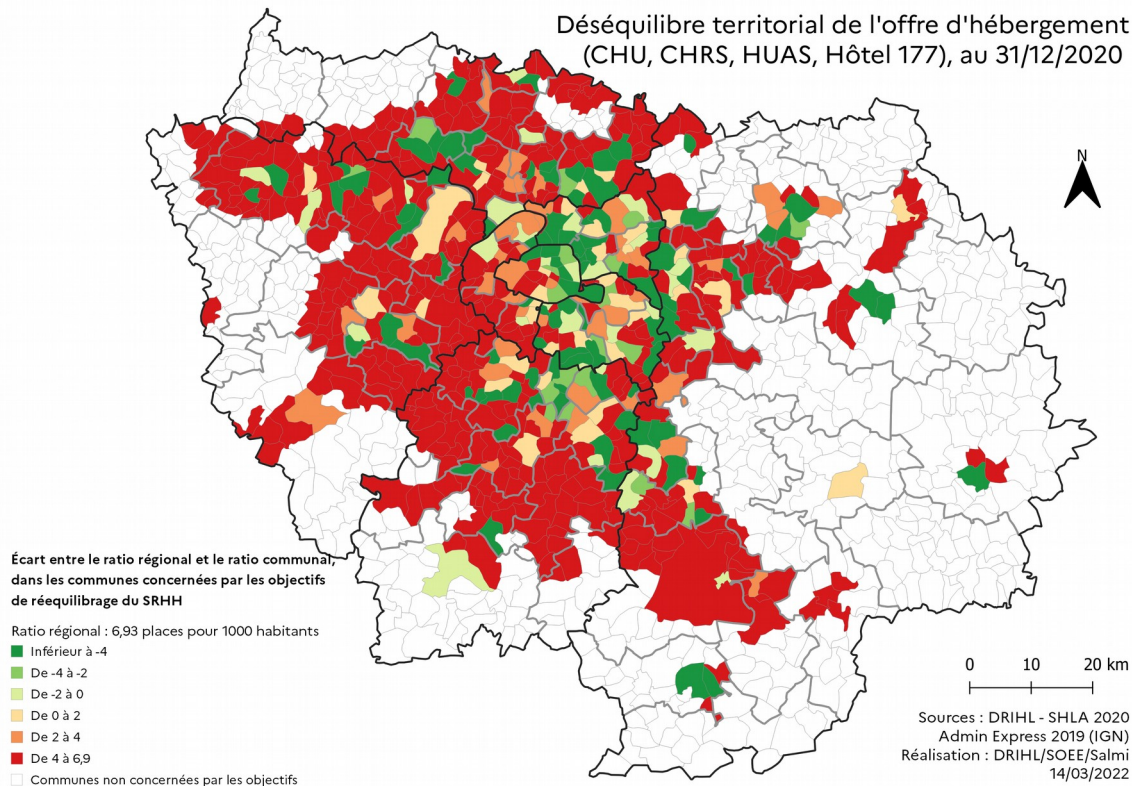 Déséquilibre territorial de l'offre d'hébergement
(CHU, CHRS, HUAS, Hôtel 177), au 31/12/2020
N
Écart entre le ratio régional et le ratio communal,
dans les communes concernées par les objectifs
de réequilibrage du SRHH
Ratio régional : 6,93 places pour 1000 habitants
Inférieur à -4
De -4 à -2
De -2 à 0
De 0 à 2
De 2 à 4
De 4 à 6,9
Communes non concernées par les objectifs
0 10 20 km
Sources : DRIHL - SHLA 2020
Admin Express 2019 (IGN)
Réalisation : DRIHL/SOEE/Salmi
14/03/2022